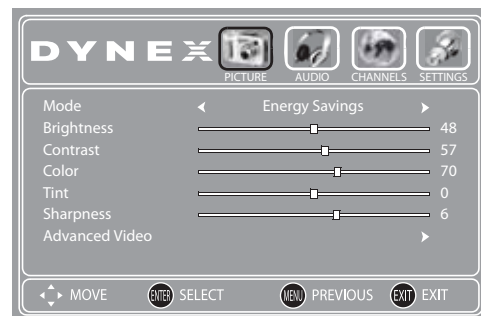 DYNEX
PICTURE AUDIO CHANNELS SETTINGS
Mode Energy Savings
Brightness 48
Contrast 57
Color 70
Tint 0
Sharpness 6
Advanced Video
MOVE ENTER SELECT MENU PREVIOUS EXIT EXIT